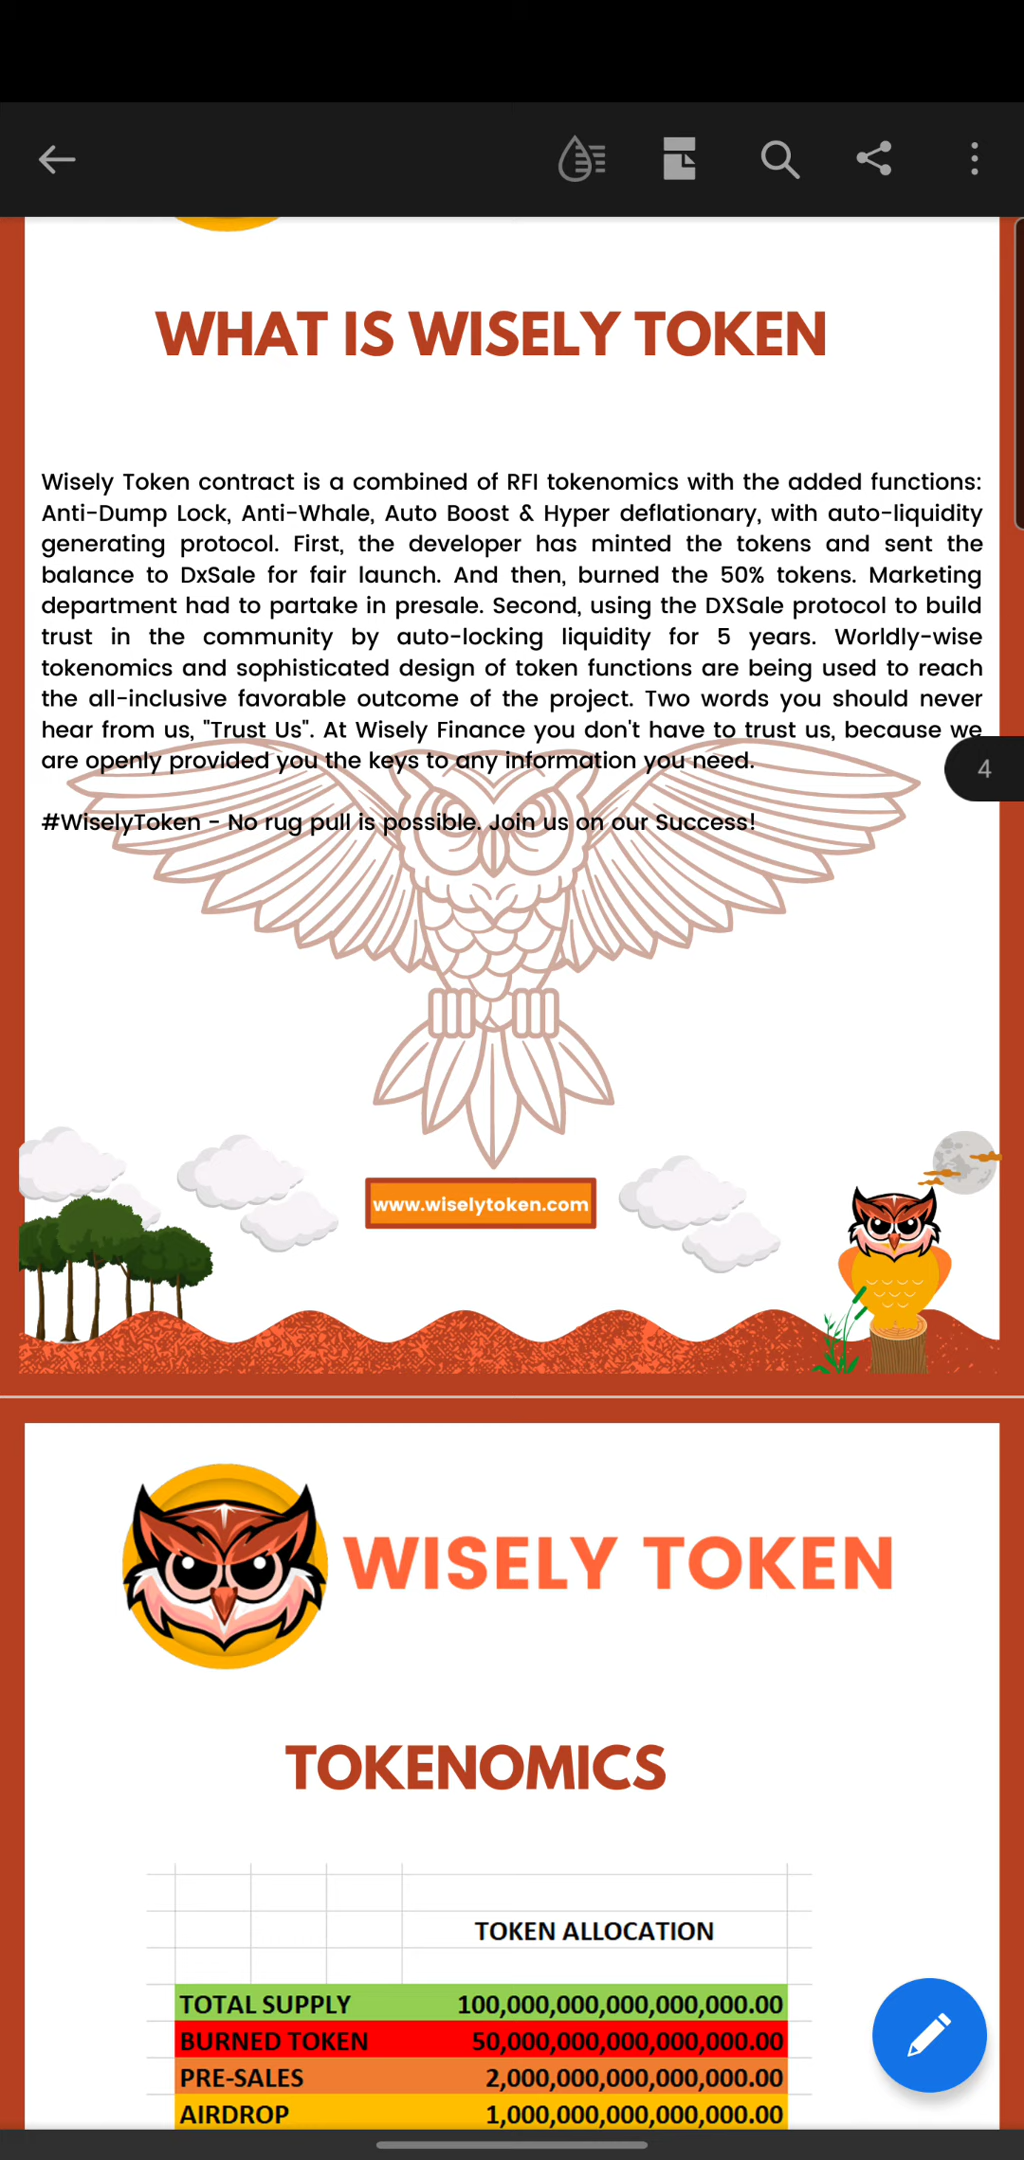 WHAT IS WISELY TOKEN
Wisely Token contract is a combined of RFI tokenomics with the added functions:
Anti-Dump Lock, Anti-Whale, Auto Boost & Hyper deflationary, with auto-liquidity
generating protocol. First, the developer has minted the tokens and sent the
balance to DxSale for fair launch. And then, burned the 50% tokens. Marketing
department had to partake in presale. Second, using the DXSale protocol to build
trust in the community by auto-locking liquidity for 5 years. Worldly-wise
tokenomics and sophisticated design of token functions are being used to reach
the all-inclusive favorable outcome of the project. Two words you should never
hear from us, "Trust Us". At Wisely Finance you don't have to trust us, because we
are openly provided you the keys to any information you need.
4
#WiselyToken - No rug pull is possible. Join us on our Success!
www.wiselytoken.com
WISELY TOKEN
TOKENOMICS
TOKEN ALLOCATION
TOTAL SUPPLY 100,000,000,000,000,000.00
BURNED TOKEN 50,000,000,000,000,000.00
PRE-SALES 2,000,000,000,000,000.00
AIRDROP 1,000,000,000,000,000.00